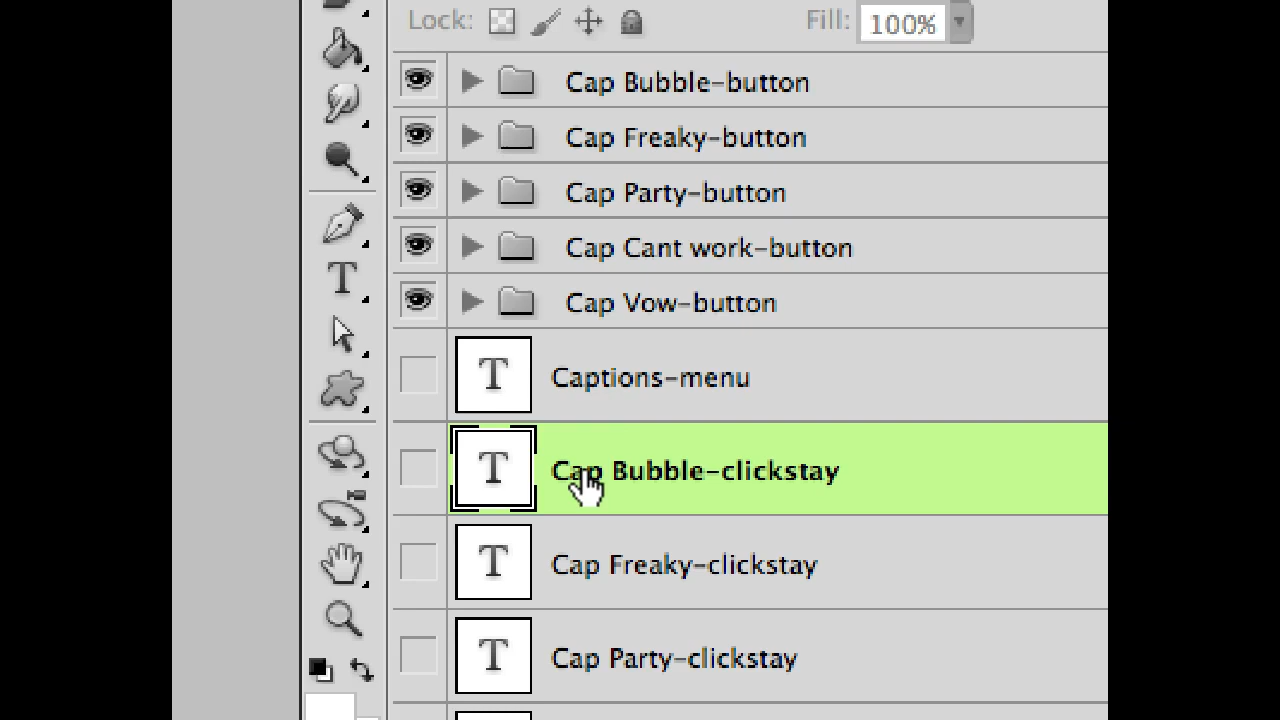 Lock: Fill: 100%
Cap Bubble-button
Cap Freaky-button
Cap Party-button
Cap Cant work-button
Cap Vow-button
T Captions-menu
T Cap Bubble-clickstay
T Cap Freaky-clickstay
T Cap Party-clickstay
T